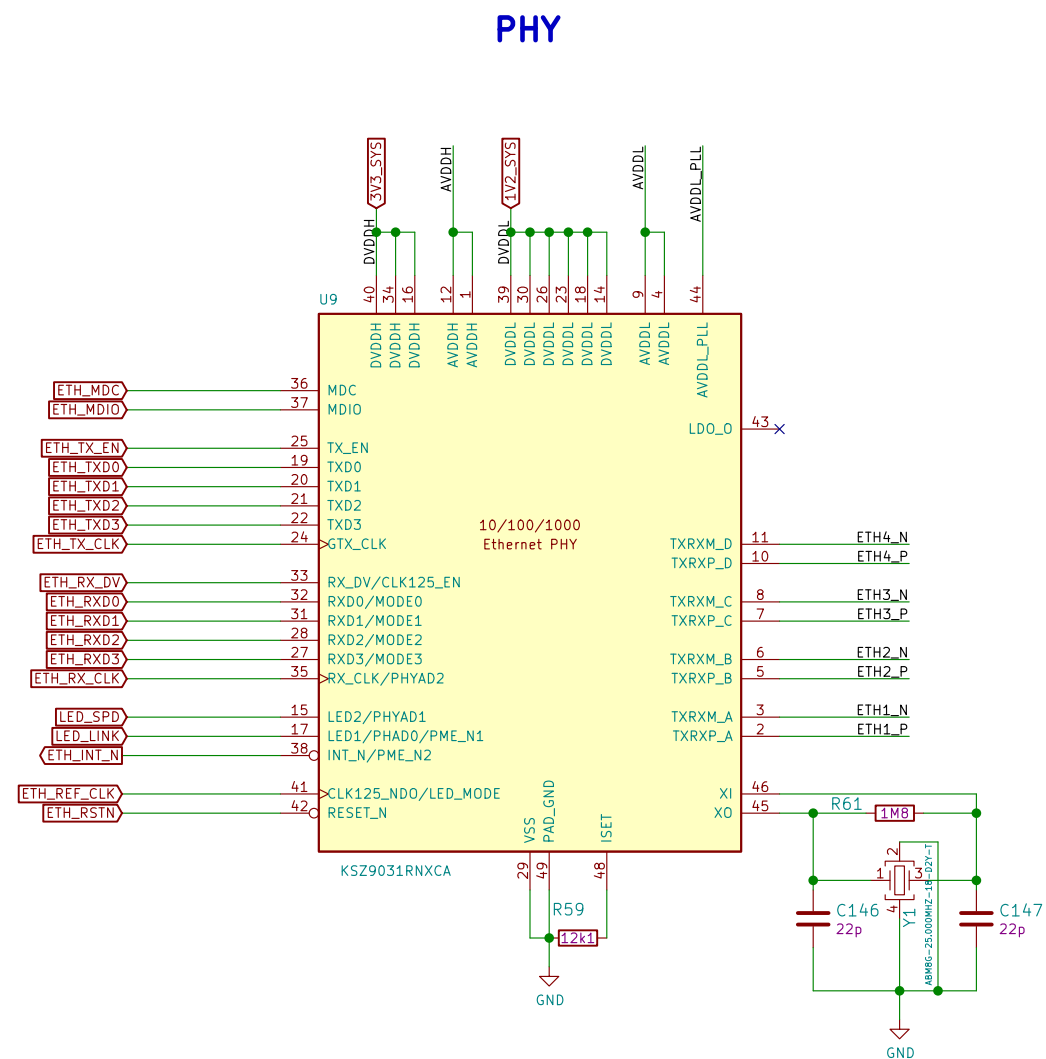 PHY
3V3_SYS
AVDDH
1V2_SYS
AVDDL
AVDDL_PLL
DVDDH
DVDDL
40 34 16 12 1 39 30 26 23 18 14 9 4 44
U9
DVDDH DVDDH DVDDH AVDDH AVDDH DVDDL DVDDL DVDDL DVDDL DVDDL DVDDL AVDDL AVDDL AVDDL_PLL
ETH_MDC 36 MDC
ETH_MDIO 37 MDIO
LDO_O 43
ETH_TX_EN 25 TX_EN
ETH_TXD0 19 TXD0
ETH_TXD1 20 TXD1
ETH_TXD2 21 TXD2
ETH_TXD3 22 TXD3
ETH_TX_CLK 24 GTX_CLK
10/100/1000
Ethernet PHY
TXRXM_D 11 ETH4_N
TXRXP_D 10 ETH4_P
ETH_RX_DV 33 RX_DV/CLK125_EN
ETH_RXD0 32 RXD0/MODE0
TXRXM_C 8 ETH3_N
ETH_RXD1 31 RXD1/MODE1
TXRXP_C 7 ETH3_P
ETH_RXD2 28 RXD2/MODE2
ETH_RXD3 27 RXD3/MODE3
TXRXM_B 6 ETH2_N
ETH_RX_CLK 35 RX_CLK/PHYAD2
TXRXP_B 5 ETH2_P
LED_SPD 15 LED2/PHYAD1
TXRXM_A 3 ETH1_N
LED_LINK 17 LED1/PHAD0/PME_N1
TXRXP_A 2 ETH1_P
ETH_INT_N 38 INT_N/PME_N2
ETH_REF_CLK 41 CLK125_NDO/LED_MODE
XI 46
ETH_RSTN 42 RESET_N
XO 45
R61
1M8
VSS PAD_GND ISET
29 49 48
KSZ9031RNXCA
R59
12k1
GND
1 2 3 4
Y1
ABM8G-25.000MHZ-18-D2Y-T
C146
22p
C147
22p
GND